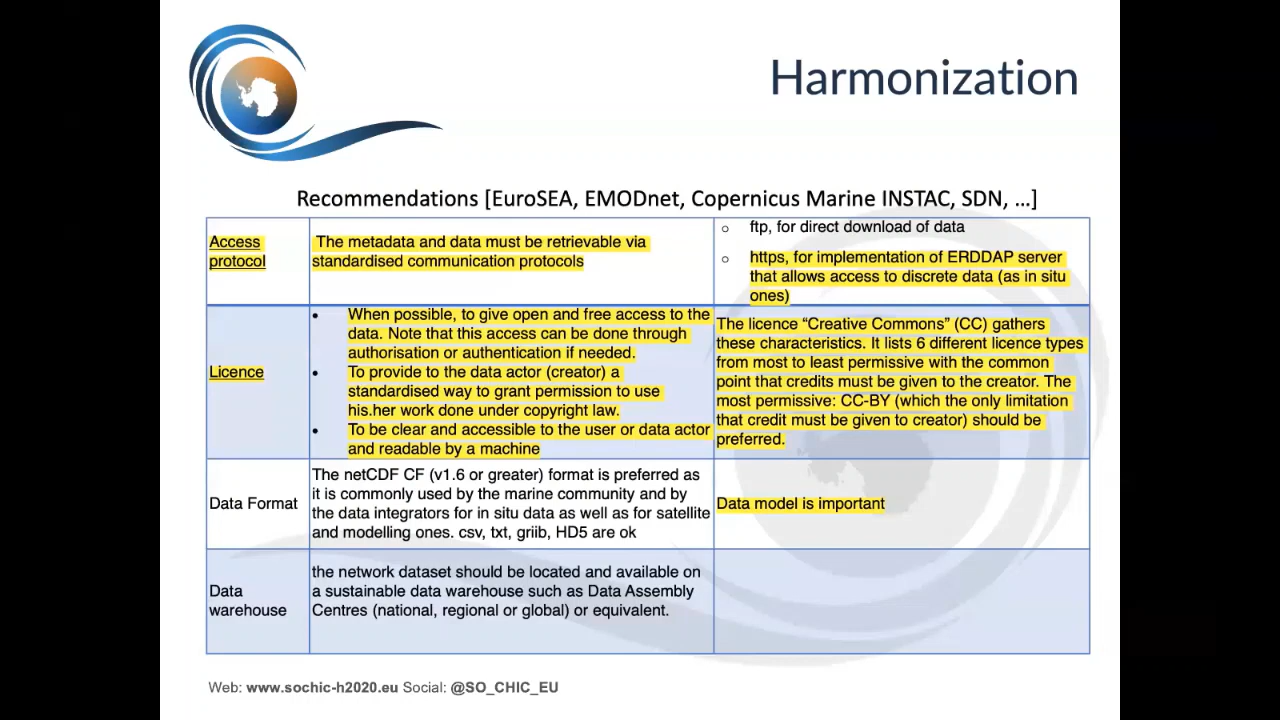 Harmonization
Recommendations [EuroSEA, EMODnet, Copernicus Marine INSTAC, SDN, ...]
Access
protocol
The metadata and data must be retrievable via
standardised communication protocols
○ ftp, for direct download of data
○ https, for implementation of ERDDAP server
that allows access to discrete data (as in situ
ones)
Licence
• When possible, to give open and free access to the
data. Note that this access can be done through
authorisation or authentication if needed.
• To provide to the data actor (creator) a
standardised way to grant permission to use
his.her work done under copyright law.
• To be clear and accessible to the user or data actor
and readable by a machine
The licence “Creative Commons” (CC) gathers
these characteristics. It lists 6 different licence types
from most to least permissive with the common
point that credits must be given to the creator. The
most permissive: CC-BY (which the only limitation
that credit must be given to creator) should be
preferred.
Data Format
The netCDF CF (v1.6 or greater) format is preferred as
it is commonly used by the marine community and by
the data integrators for in situ data as well as for satellite
and modelling ones. csv, txt, griib, HD5 are ok
Data model is important
Data
warehouse
the network dataset should be located and available on
a sustainable data warehouse such as Data Assembly
Centres (national, regional or global) or equivalent.
Web: www.sochic-h2020.eu Social: @SO_CHIC_EU